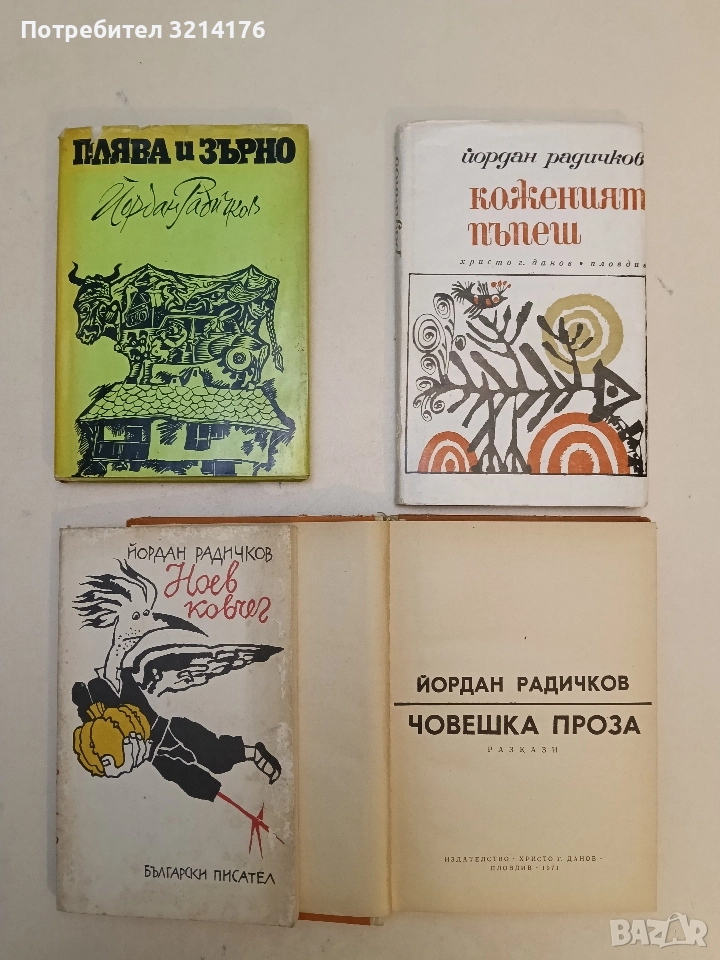 Потребител 3214176
ПЛЯВА и ЗЪРНО
Йордан Радичков
йордан радичков
коженият
пъпеш
христо г. данов • пловдив
ЙОРДАН РАДИЧКОВ
Ноев
ковчег
БЪЛГАРСКИ ПИСАТЕЛ
ЙОРДАН РАДИЧКОВ
ЧОВЕШКА ПРОЗА
РАЗКАЗИ
ИЗДАТЕЛСТВО · ХРИСТО Г. ДАНОВ ·
ПЛОВДИВ · 1971
BAZAR